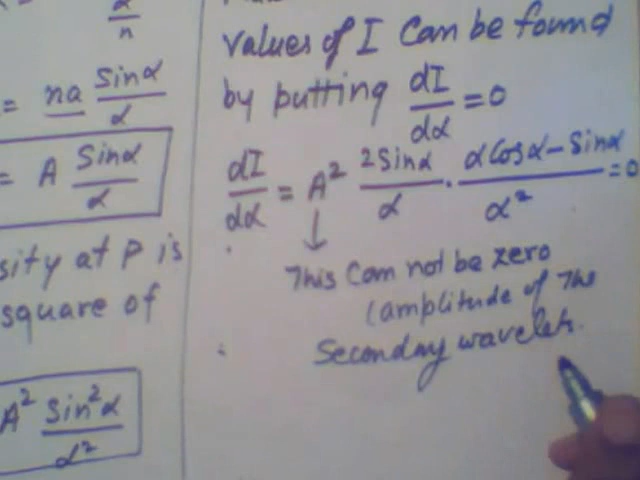 α/n
= na Sinα/α
= A Sinα/α
sity at P is
square of
A² Sin²α/α²
values of I Can be found
by putting dI/dα = 0
dI/dα = A² 2Sinα/α · αCosα-Sinα/α² = 0
↓
This Can not be zero
(amplitude of The
Secondary wavelets.